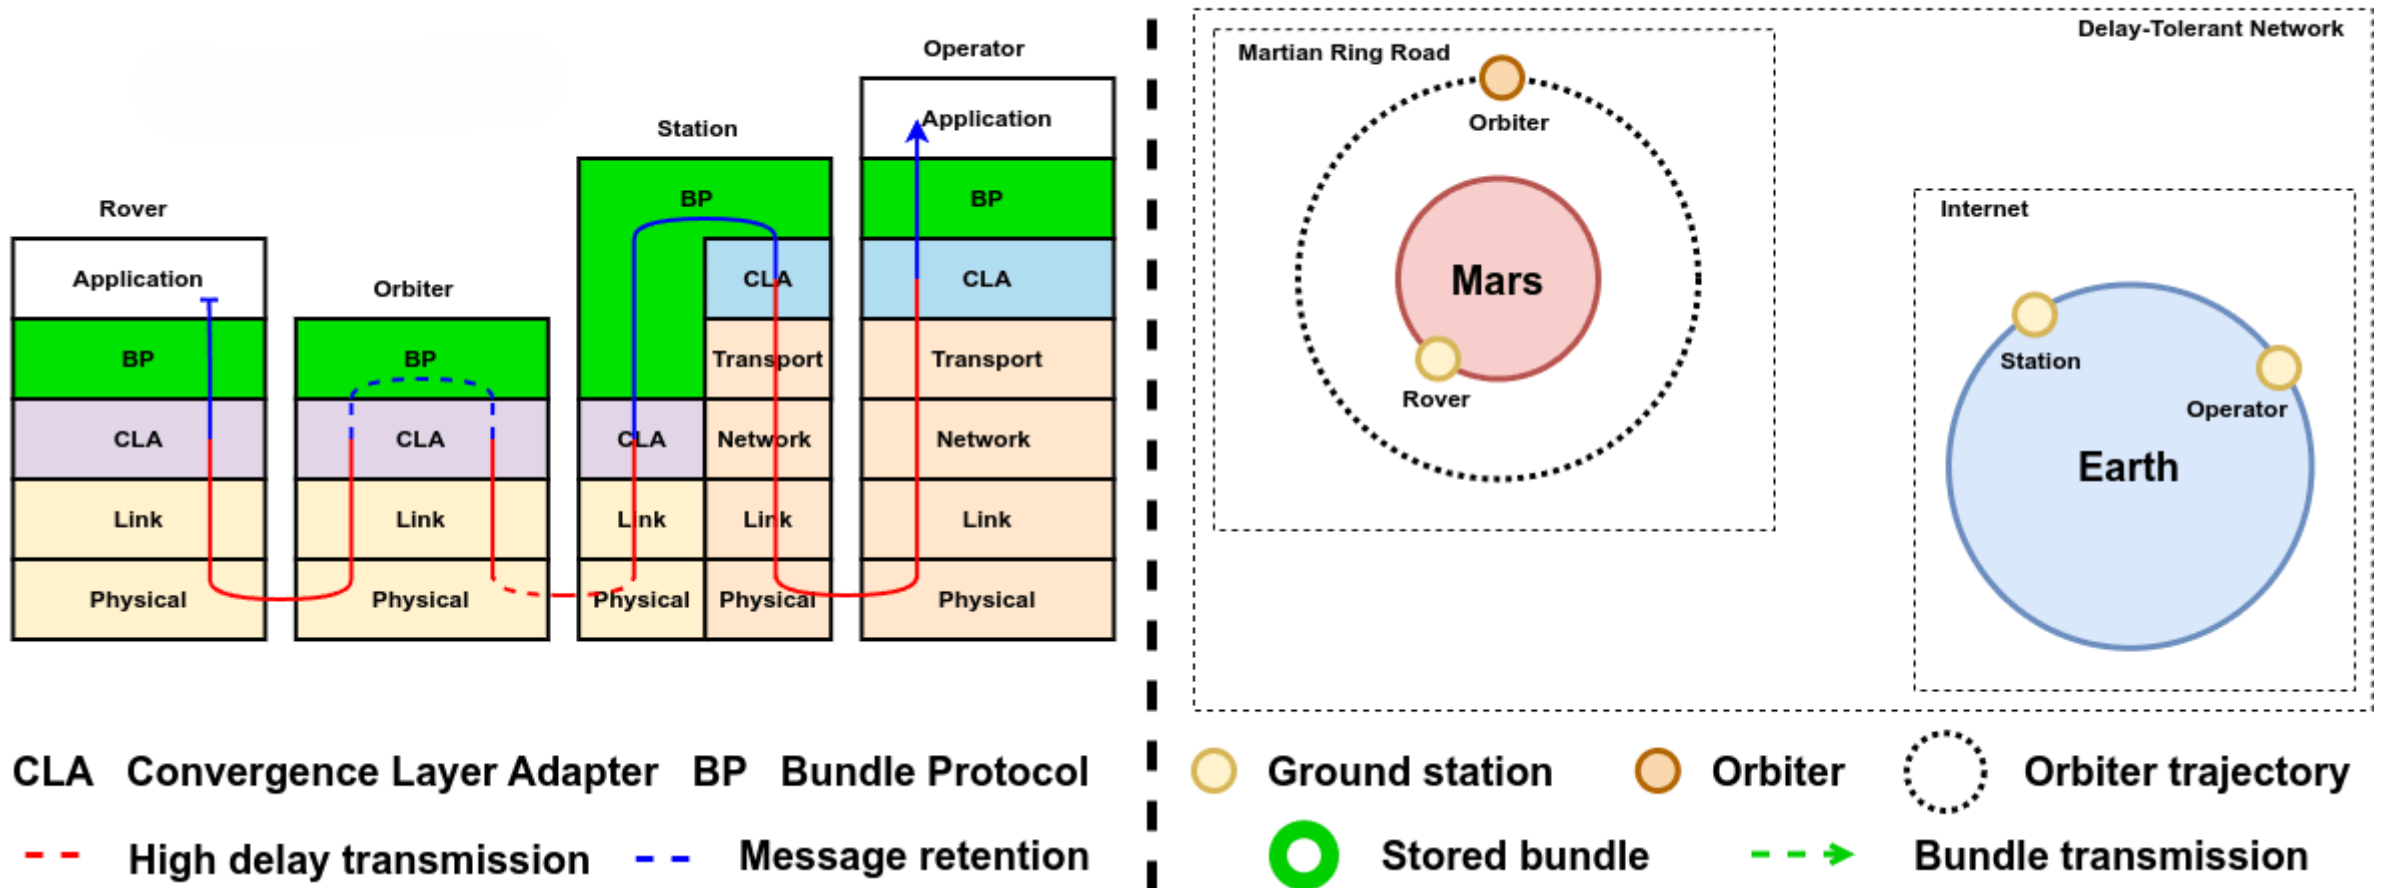 Rover
Application
BP
CLA
Link
Physical
Orbiter
BP
CLA
Link
Physical
Station
BP
CLA
Transport
CLA
Network
Link
Link
Physical
Physical
Operator
Application
BP
CLA
Transport
Network
Link
Physical
CLA Convergence Layer Adapter BP Bundle Protocol
High delay transmission Message retention
Delay-Tolerant Network
Martian Ring Road
Orbiter
Mars
Rover
Internet
Station
Operator
Earth
Ground station Orbiter Orbiter trajectory
Stored bundle Bundle transmission